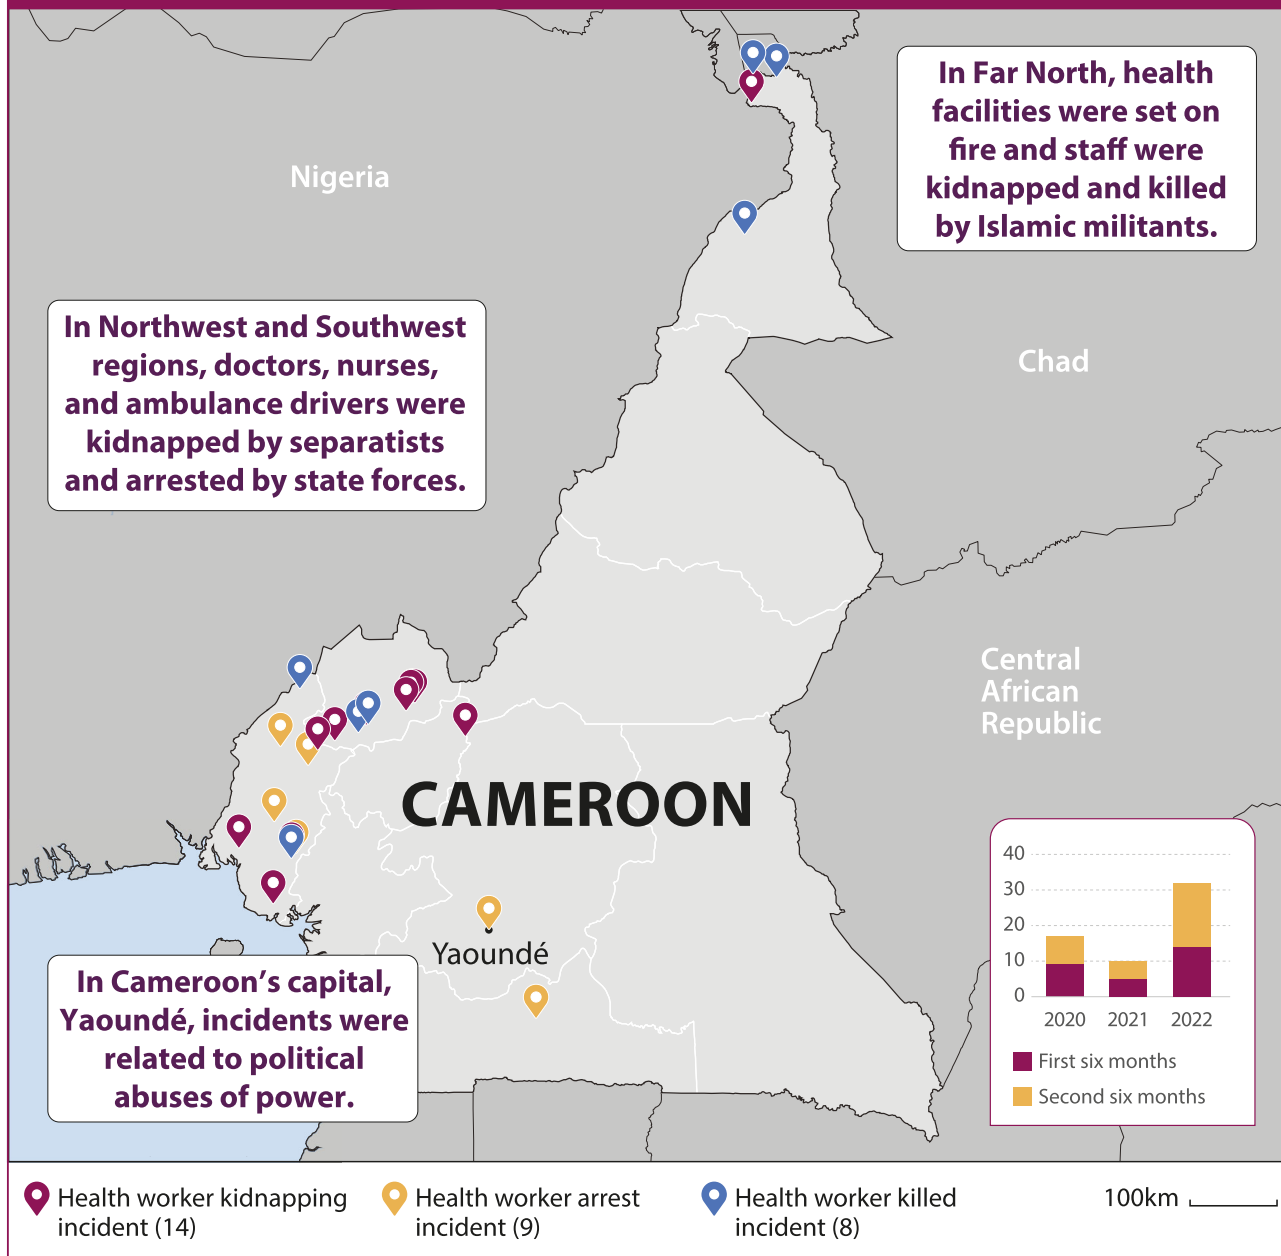 In Far North, health
facilities were set on
fire and staff were
kidnapped and killed
by Islamic militants.
Nigeria
In Northwest and Southwest
regions, doctors, nurses,
and ambulance drivers were
kidnapped by separatists
and arrested by state forces.
Chad
Central
African
Republic
CAMEROON
Yaoundé
In Cameroon’s capital,
Yaoundé, incidents were
related to political
abuses of power.
40
30
20
10
0
2020 2021 2022
First six months
Second six months
Health worker kidnapping
incident (14)
Health worker arrest
incident (9)
Health worker killed
incident (8)
100km